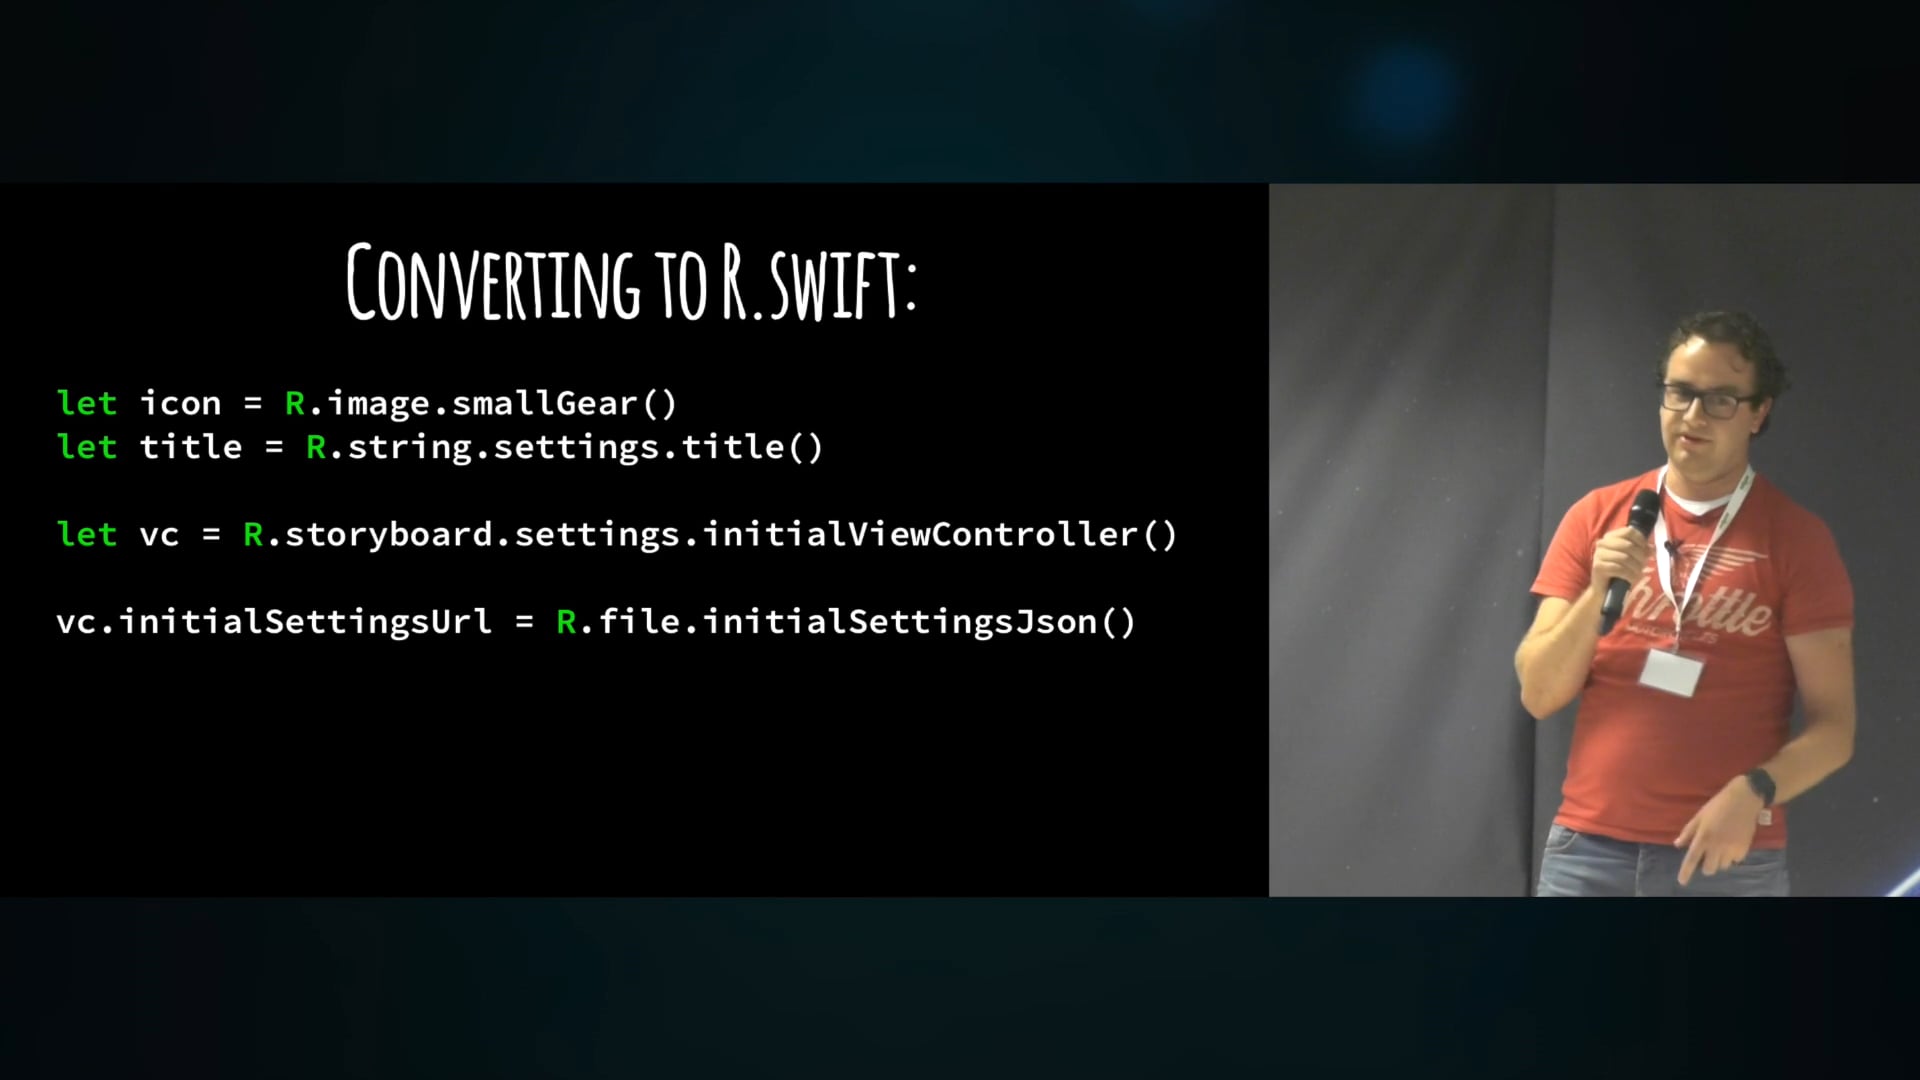 CONVERTING TO R.SWIFT:
let icon = R.image.smallGear()
let title = R.string.settings.title()
let vc = R.storyboard.settings.initialViewController()
vc.initialSettingsUrl = R.file.initialSettingsJson()
hrottle